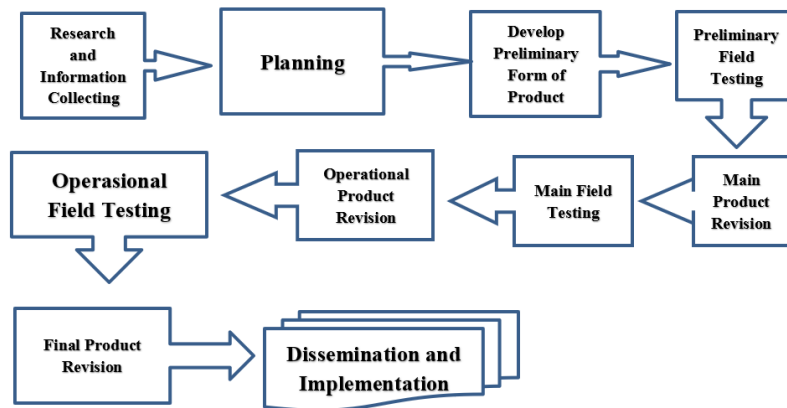 Research
and
Information
Collecting
Planning
Develop
Preliminary
Form of
Product
Preliminary
Field
Testing
Main
Product
Revision
Main Field
Testing
Operational
Product
Revision
Operasional
Field Testing
Final Product
Revision
Dissemination and
Implementation